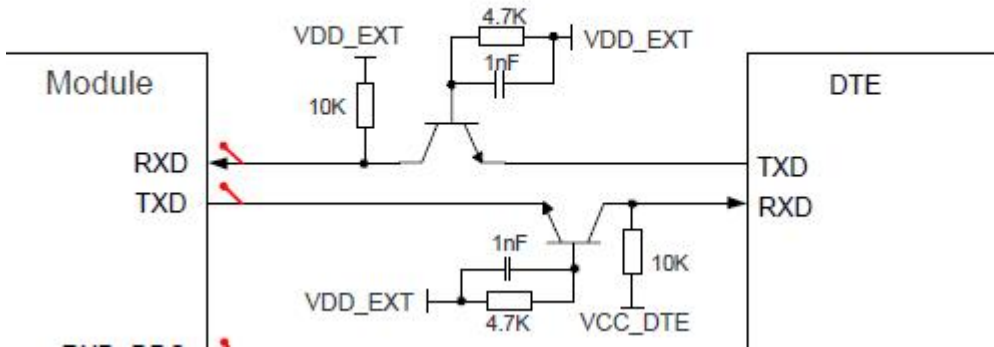 4.7K
VDD_EXT
VDD_EXT
1nF
Module
DTE
10K
RXD
TXD
TXD
RXD
1nF
10K
VDD_EXT
4.7K
VCC_DTE